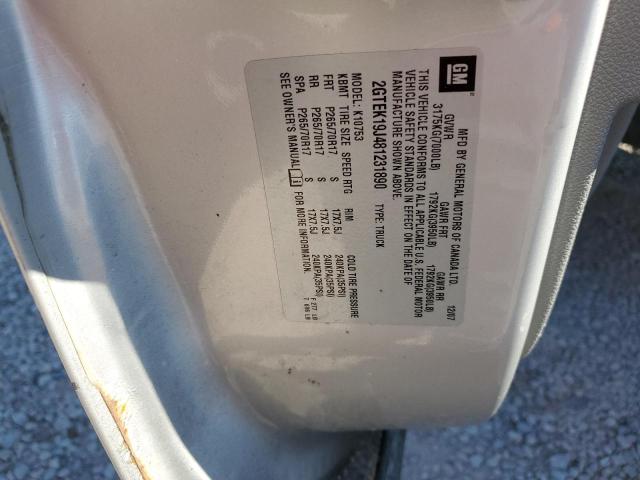 GM
MFD BY GENERAL MOTORS OF CANADA LTD.
12/07
GVWR GAWR FRT GAWR RR
3175KG(7000LB) 1792KG(3950LB) 1792KG(3950LB)
THIS VEHICLE CONFORMS TO ALL APPLICABLE U.S. FEDERAL MOTOR
VEHICLE SAFETY STANDARDS IN EFFECT ON THE DATE OF
MANUFACTURE SHOWN ABOVE.
2GTEK19J481231890 TYPE: TRUCK
MODEL: K10753
KBMT TIRE SIZE SPEED RTG RIM COLD TIRE PRESSURE
FRT P265/70R17 S 17X7.5J 240KPA(35PSI)
RR P265/70R17 S 17X7.5J 240KPA(35PSI)
SPA P265/70R17 S 17X7.5J 240KPA(35PSI)
SEE OWNER'S MANUAL FOR MORE INFORMATION.
F 277 LB
T 696 LB